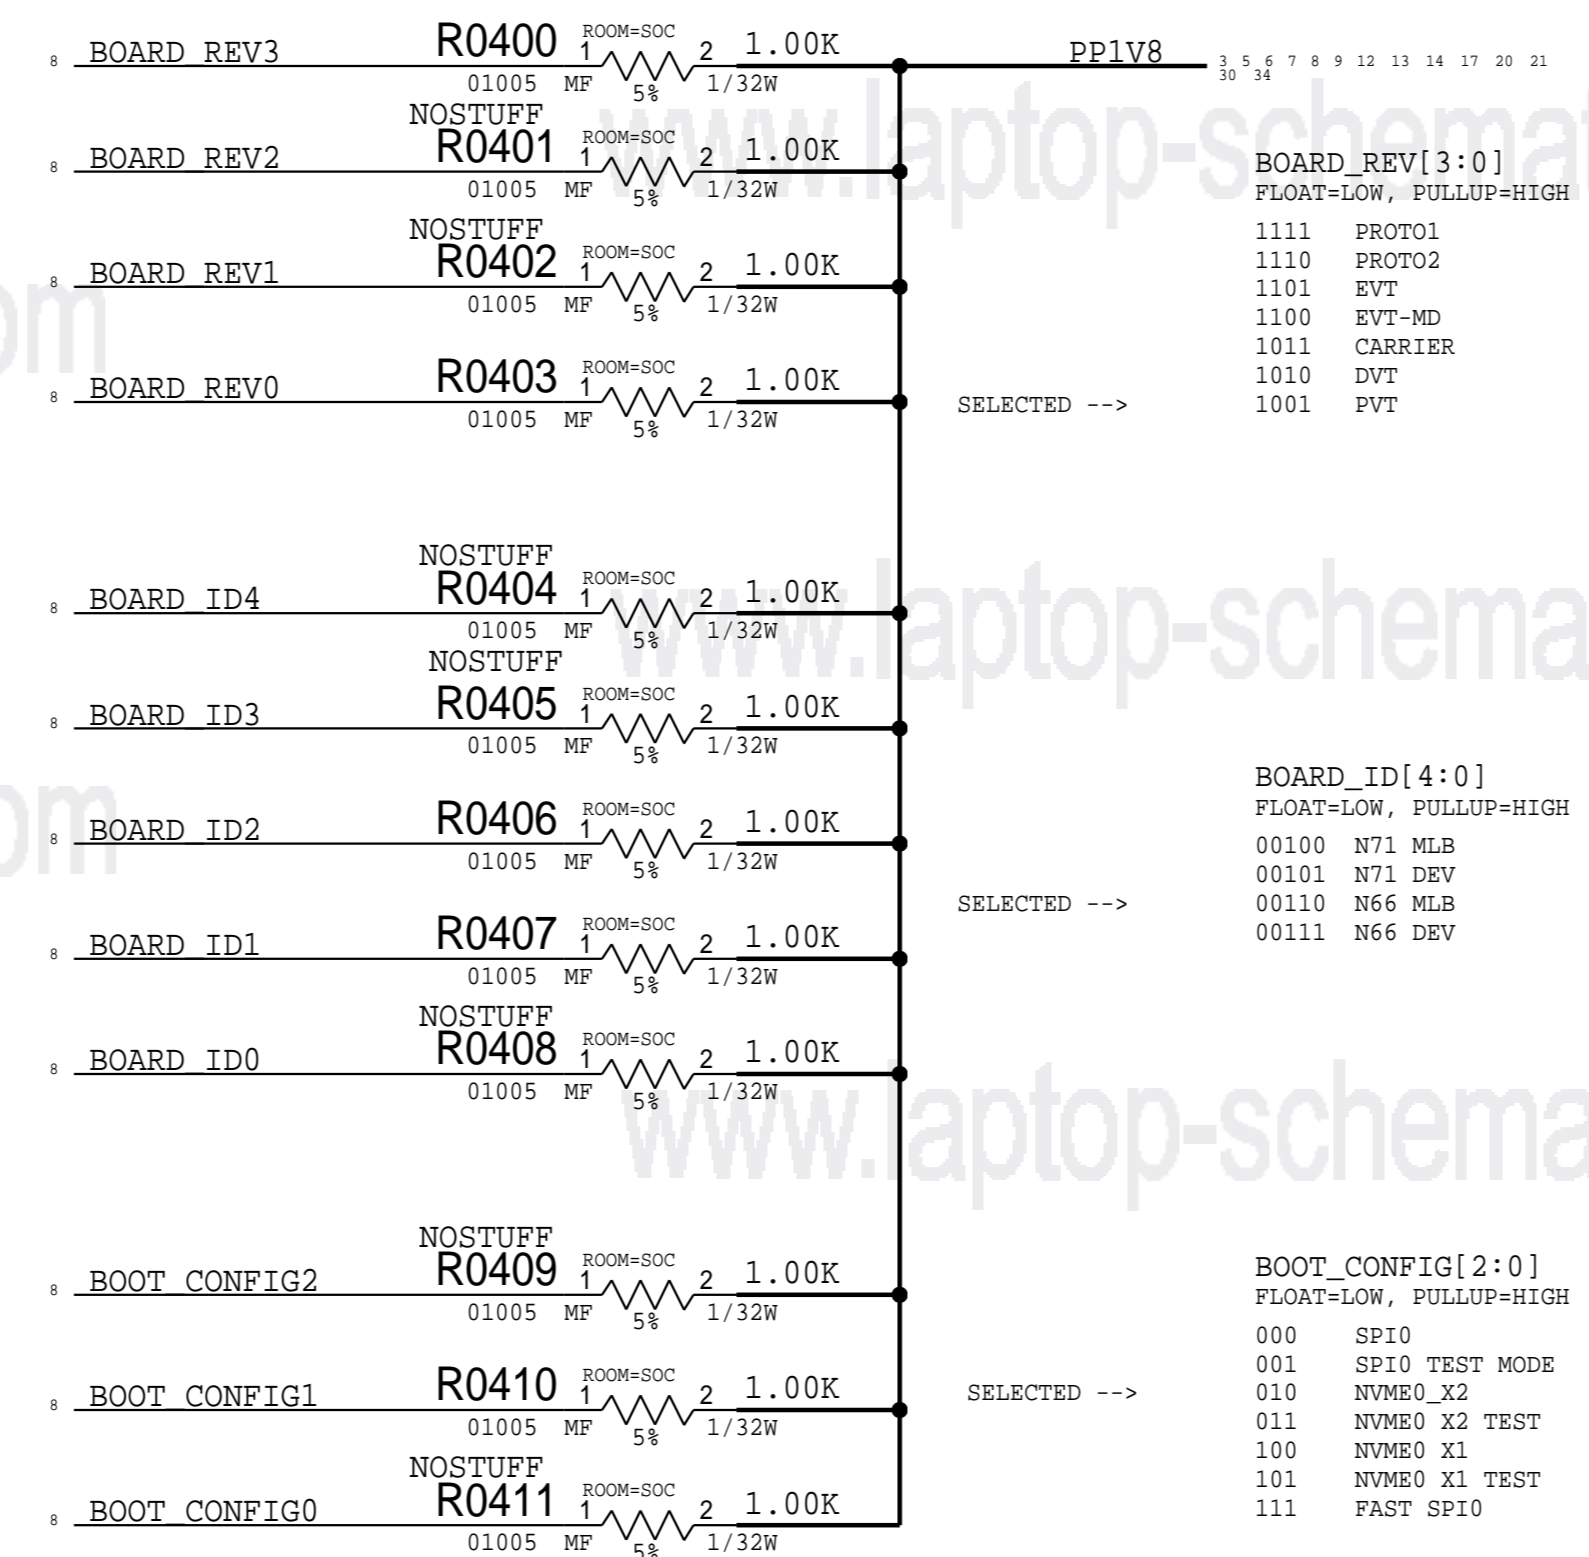 8 BOARD_REV3 R0400 1 ROOM=SOC 2 1.00K PP1V8 3 5 6 7 8 9 12 13 14 17 20 21
01005 MF 5% 1/32W 30 34
NOSTUFF
8 BOARD_REV2 R0401 1 ROOM=SOC 2 1.00K
01005 MF 5% 1/32W
NOSTUFF
8 BOARD_REV1 R0402 1 ROOM=SOC 2 1.00K
01005 MF 5% 1/32W
8 BOARD_REV0 R0403 1 ROOM=SOC 2 1.00K
01005 MF 5% 1/32W
BOARD_REV[3:0]
FLOAT=LOW, PULLUP=HIGH
1111 PROTO1
1110 PROTO2
1101 EVT
1100 EVT-MD
1011 CARRIER
1010 DVT
SELECTED --> 1001 PVT
NOSTUFF
8 BOARD_ID4 R0404 1 ROOM=SOC 2 1.00K
01005 MF 5% 1/32W
NOSTUFF
8 BOARD_ID3 R0405 1 ROOM=SOC 2 1.00K
01005 MF 5% 1/32W
8 BOARD_ID2 R0406 1 ROOM=SOC 2 1.00K
01005 MF 5% 1/32W
8 BOARD_ID1 R0407 1 ROOM=SOC 2 1.00K
01005 MF 5% 1/32W
NOSTUFF
8 BOARD_ID0 R0408 1 ROOM=SOC 2 1.00K
01005 MF 5% 1/32W
BOARD_ID[4:0]
FLOAT=LOW, PULLUP=HIGH
00100 N71 MLB
00101 N71 DEV
SELECTED --> 00110 N66 MLB
00111 N66 DEV
NOSTUFF
8 BOOT_CONFIG2 R0409 1 ROOM=SOC 2 1.00K
01005 MF 5% 1/32W
8 BOOT_CONFIG1 R0410 1 ROOM=SOC 2 1.00K
01005 MF 5% 1/32W
NOSTUFF
8 BOOT_CONFIG0 R0411 1 ROOM=SOC 2 1.00K
01005 MF 5% 1/32W
BOOT_CONFIG[2:0]
FLOAT=LOW, PULLUP=HIGH
000 SPI0
001 SPI0 TEST MODE
SELECTED --> 010 NVME0_X2
011 NVME0 X2 TEST
100 NVME0 X1
101 NVME0 X1 TEST
111 FAST SPI0
www.laptop-schemat
om
www.laptop-schema
om
www.laptop-schema